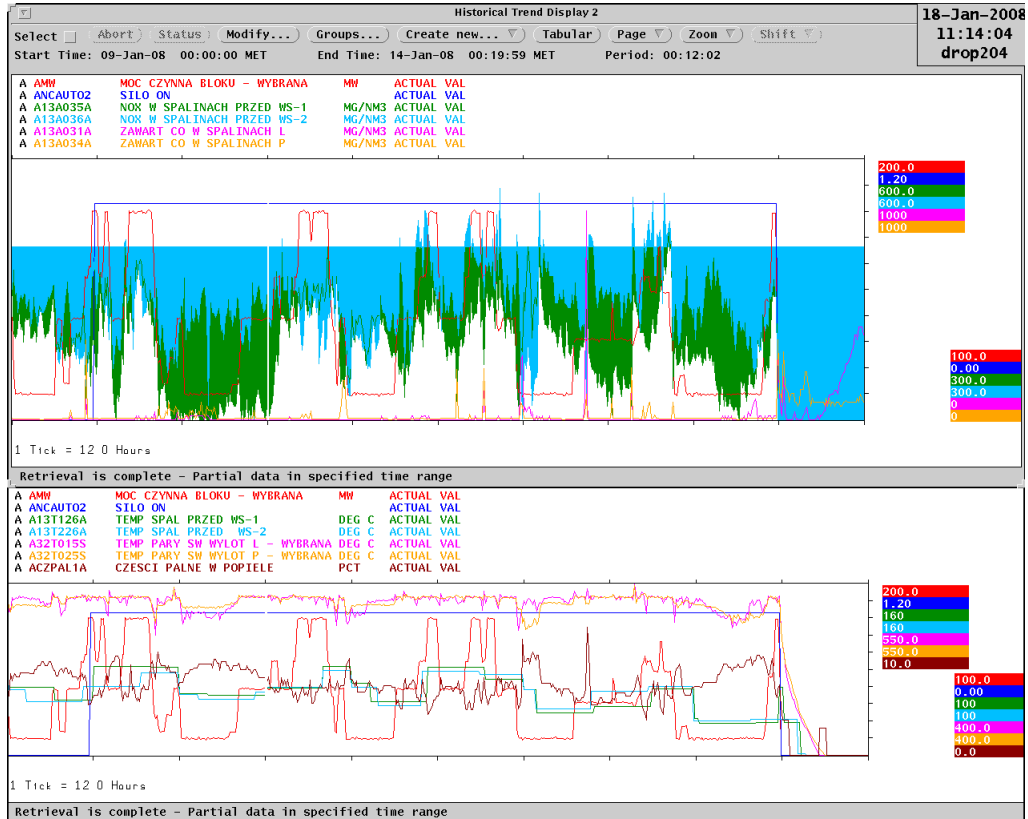 Historical Trend Display 2
18-Jan-2008
11:14:04
drop204
Select Abort Status Modify... Groups... Create new... Tabular Page Zoom Shift
Start Time: 09-Jan-08 00:00:00 MET End Time: 14-Jan-08 00:19:59 MET Period: 00:12:02
A AMW MOC CZYNNA BLOKU - WYBRANA MW ACTUAL VAL
A ANCAUTO2 SILO ON ACTUAL VAL
A A13A035A NOX W SPALINACH PRZED WS-1 MG/NM3 ACTUAL VAL
A A13A036A NOX W SPALINACH PRZED WS-2 MG/NM3 ACTUAL VAL
A A13A031A ZAWART CO W SPALINACH L MG/NM3 ACTUAL VAL
A A13A034A ZAWART CO W SPALINACH P MG/NM3 ACTUAL VAL
200.0
1.20
600.0
600.0
1000
1000
100.0
0.00
300.0
300.0
0
0
1 Tick = 12 0 Hours
Retrieval is complete - Partial data in specified time range
A AMW MOC CZYNNA BLOKU - WYBRANA MW ACTUAL VAL
A ANCAUTO2 SILO ON ACTUAL VAL
A A13T126A TEMP SPAL PRZED WS-1 DEG C ACTUAL VAL
A A13T226A TEMP SPAL PRZED WS-2 DEG C ACTUAL VAL
A A32T015S TEMP PARY SW WYLOT L - WYBRANA DEG C ACTUAL VAL
A A32T025S TEMP PARY SW WYLOT P - WYBRANA DEG C ACTUAL VAL
A ACZPAL1A CZESCI PALNE W POPIELE PCT ACTUAL VAL
200.0
1.20
160
160
550.0
550.0
10.0
100.0
0.00
100
100
400.0
400.0
0.0
1 Tick = 12 0 Hours
Retrieval is complete - Partial data in specified time range